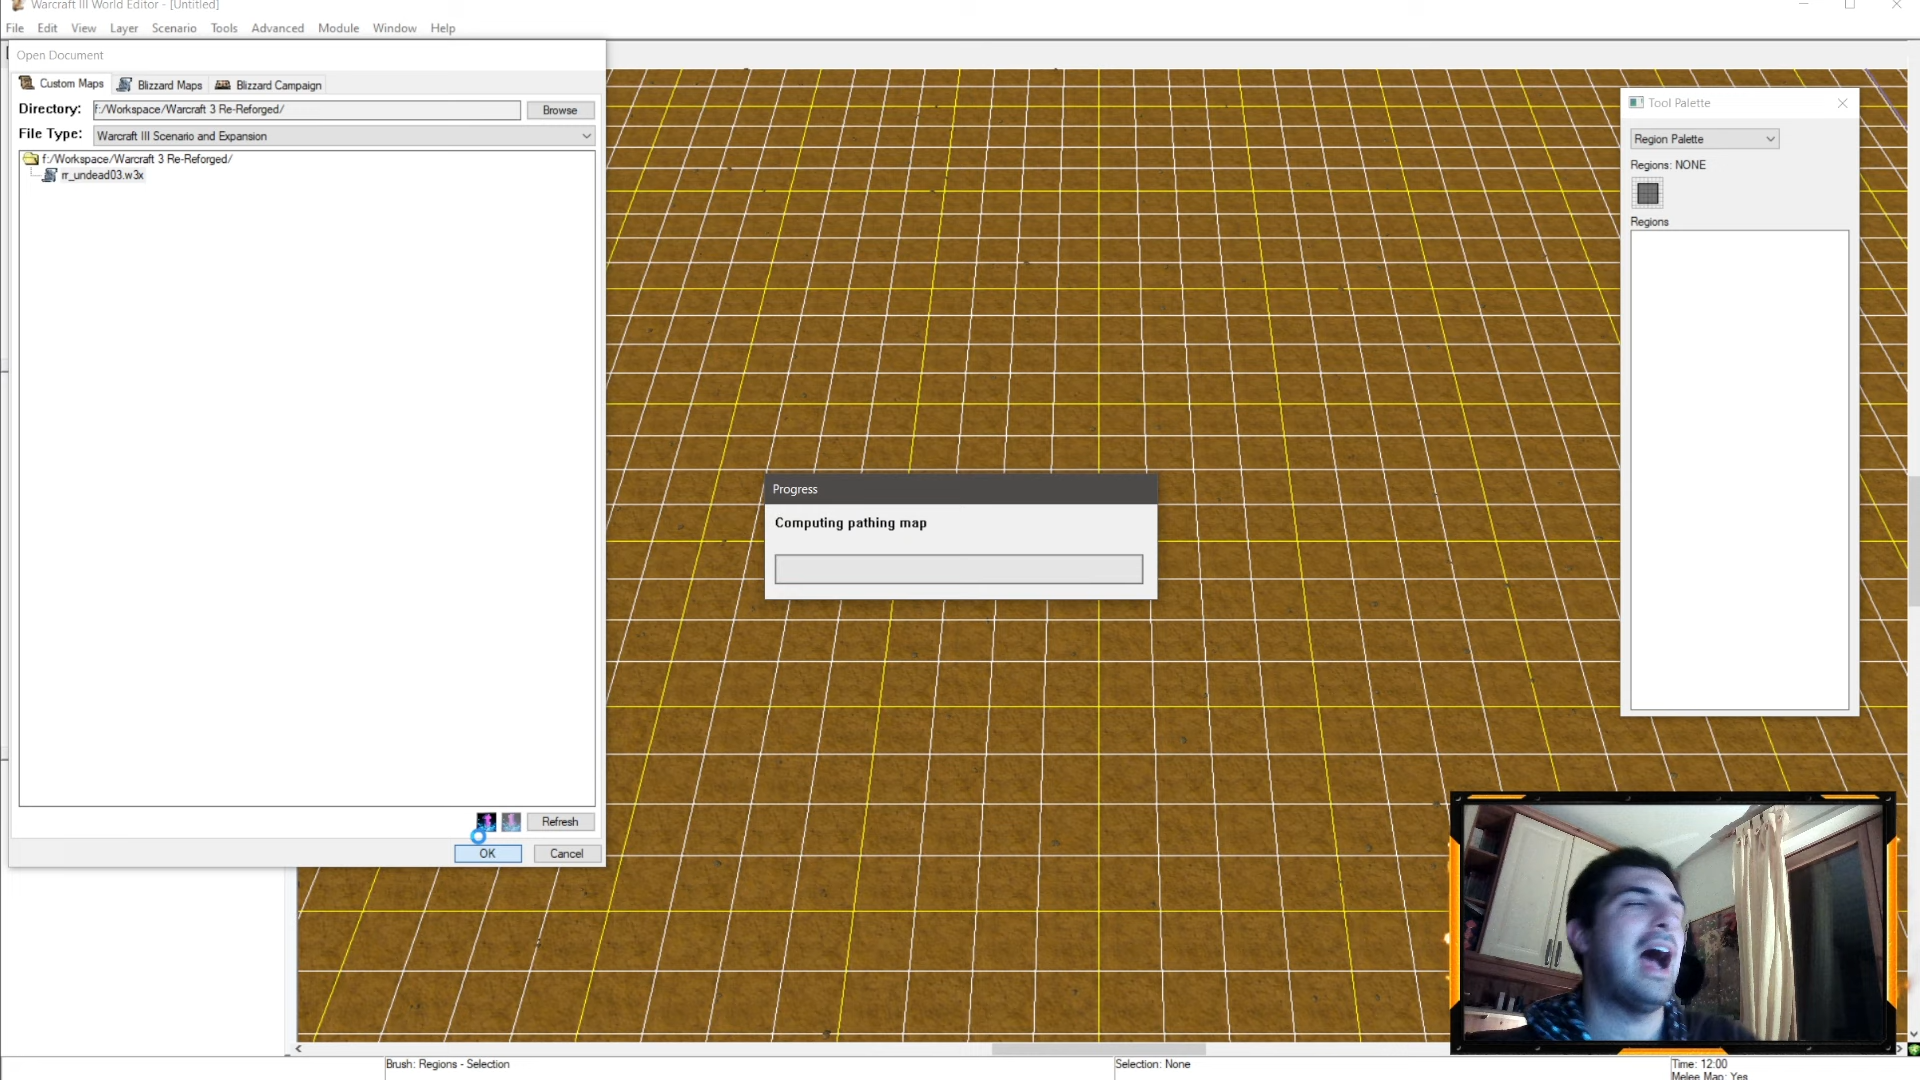 Warcraft III World Editor - [Untitled]
File Edit View Layer Scenario Tools Advanced Module Window Help
Open Document
Custom Maps Blizzard Maps Blizzard Campaign
Directory: f:/Workspace/Warcraft 3 Re-Reforged/ Browse
File Type: Warcraft III Scenario and Expansion
f:/Workspace/Warcraft 3 Re-Reforged/
rr_undead03.w3x
Refresh
OK Cancel
Progress
Computing pathing map
Tool Palette
Region Palette
Regions: NONE
Regions
Brush: Regions - Selection
Selection: None
Time: 12:00
Melee Map: Yes